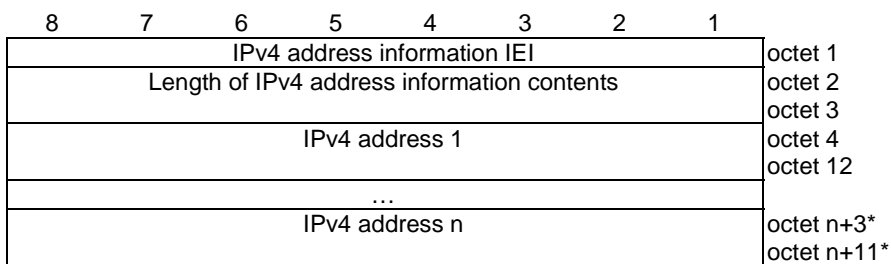 8 7 6 5 4 3 2 1
IPv4 address information IEI octet 1
Length of IPv4 address information contents octet 2
octet 3
IPv4 address 1 octet 4
octet 12
…
IPv4 address n octet n+3*
octet n+11*